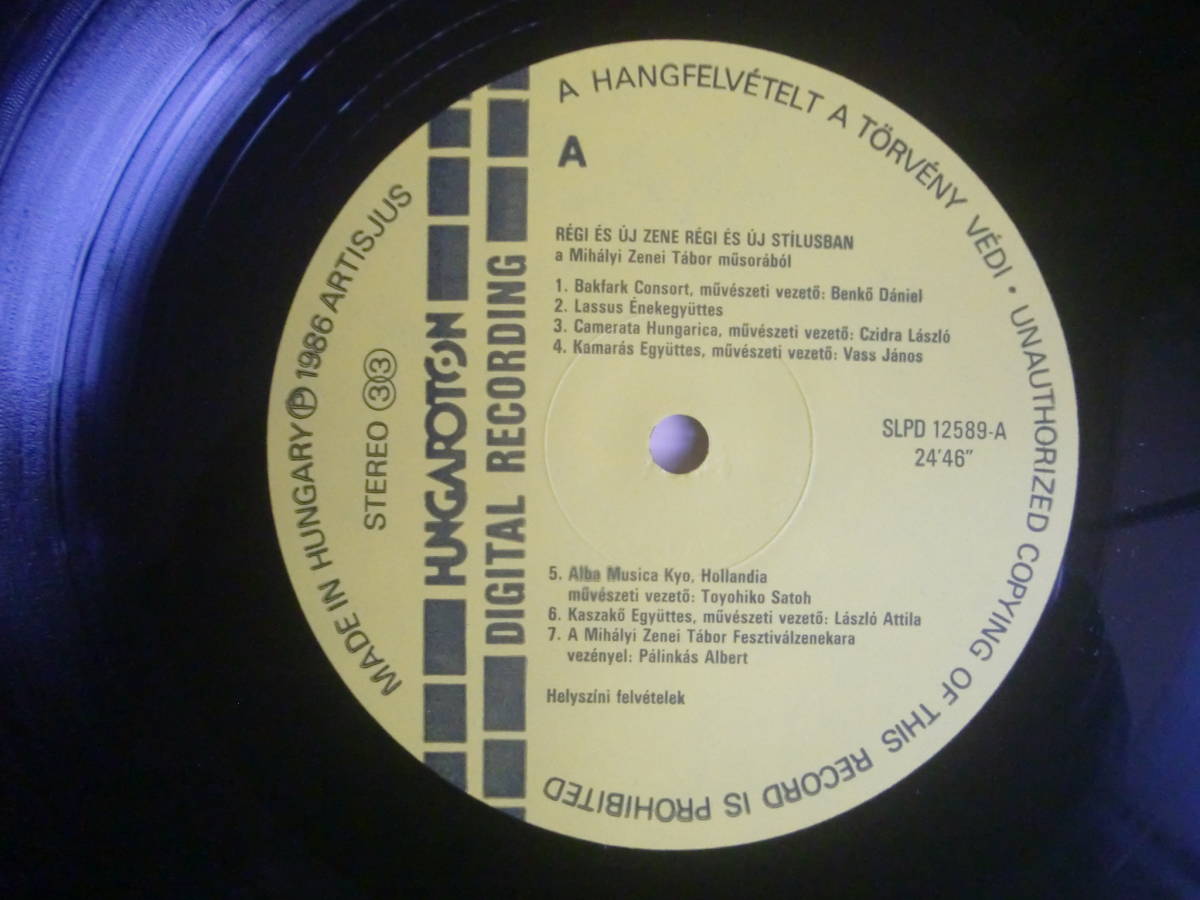 A HANGFELVÉTELT A TÖRVÉNY VÉDI • UNAUTHORIZED COPYING OF THIS RECORD IS PROHIBITED
MADE IN HUNGARY Ⓟ 1986 ARTISJUS
STEREO 33
HUNGAROTON
DIGITAL RECORDING
A
RÉGI ÉS ÚJ ZENE RÉGI ÉS ÚJ STÍLUSBAN
a Mihályi Zenei Tábor műsorából
1. Bakfark Consort, művészeti vezető: Benkő Dániel
2. Lassus Énekegyüttes
3. Camerata Hungarica, művészeti vezető: Czidra László
4. Kamarás Együttes, művészeti vezető: Vass János
SLPD 12589-A
24'46"
5. Alba Musica Kyo, Hollandia
művészeti vezető: Toyohiko Satoh
6. Kaszakő Együttes, művészeti vezető: László Attila
7. A Mihályi Zenei Tábor Fesztiválzenekara
vezényel: Pálinkás Albert
Helyszíni felvételek